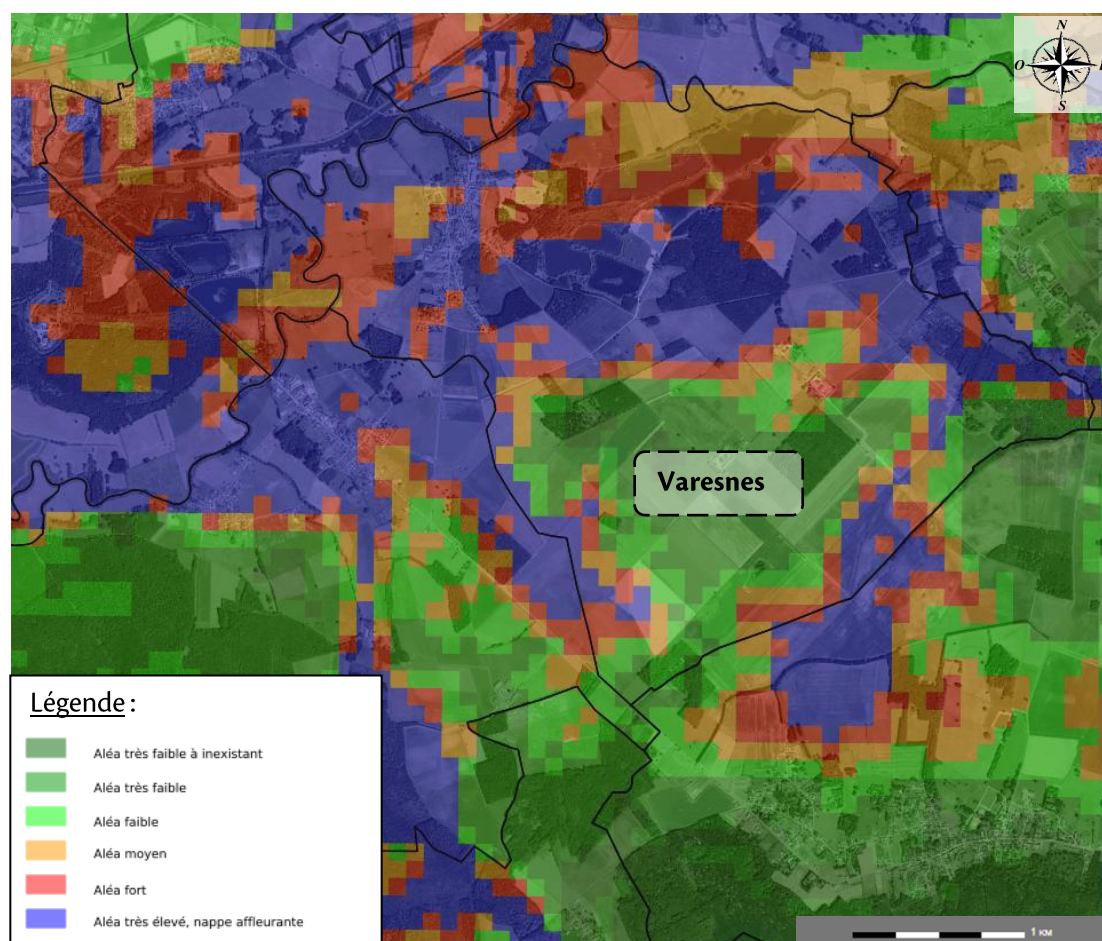 N
O
S
Varesnes
Légende :
Aléa très faible à inexistant
Aléa très faible
Aléa faible
Aléa moyen
Aléa fort
Aléa très élevé, nappe affleurante
1 KM